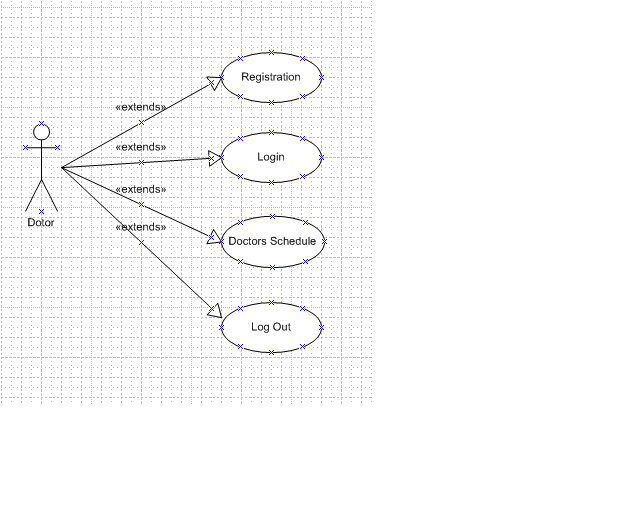 Registration
«extends»
«extends»
Login
«extends»
Dotor
«extends»
Doctors Schedule
Log Out